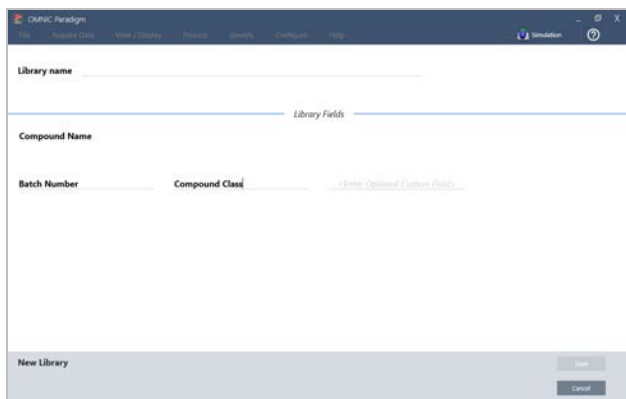 OMNIC Paradigm
File Acquire Data View / Display Process Identify Configure Help Simulation
Library name
Library Fields
Compound Name
Batch Number Compound Class <Enter Optional Custom Fields>
New Library
Save
Cancel